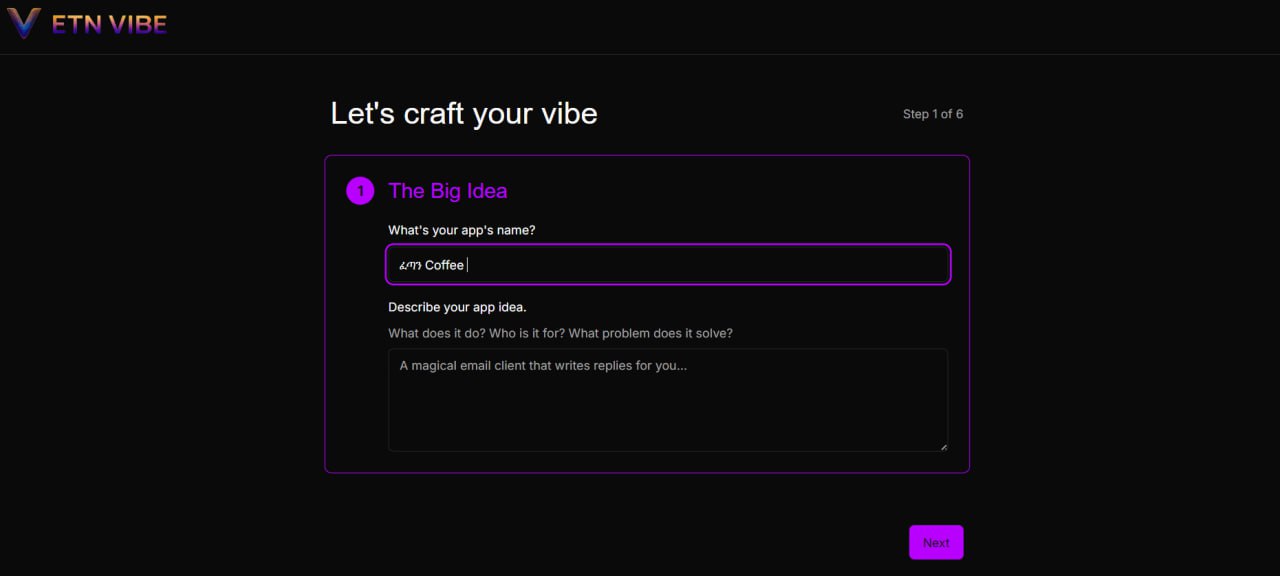 ETN VIBE
Let's craft your vibe
Step 1 of 6
1
The Big Idea
What's your app's name?
ፈጣን Coffee
Describe your app idea.
What does it do? Who is it for? What problem does it solve?
A magical email client that writes replies for you...
Next